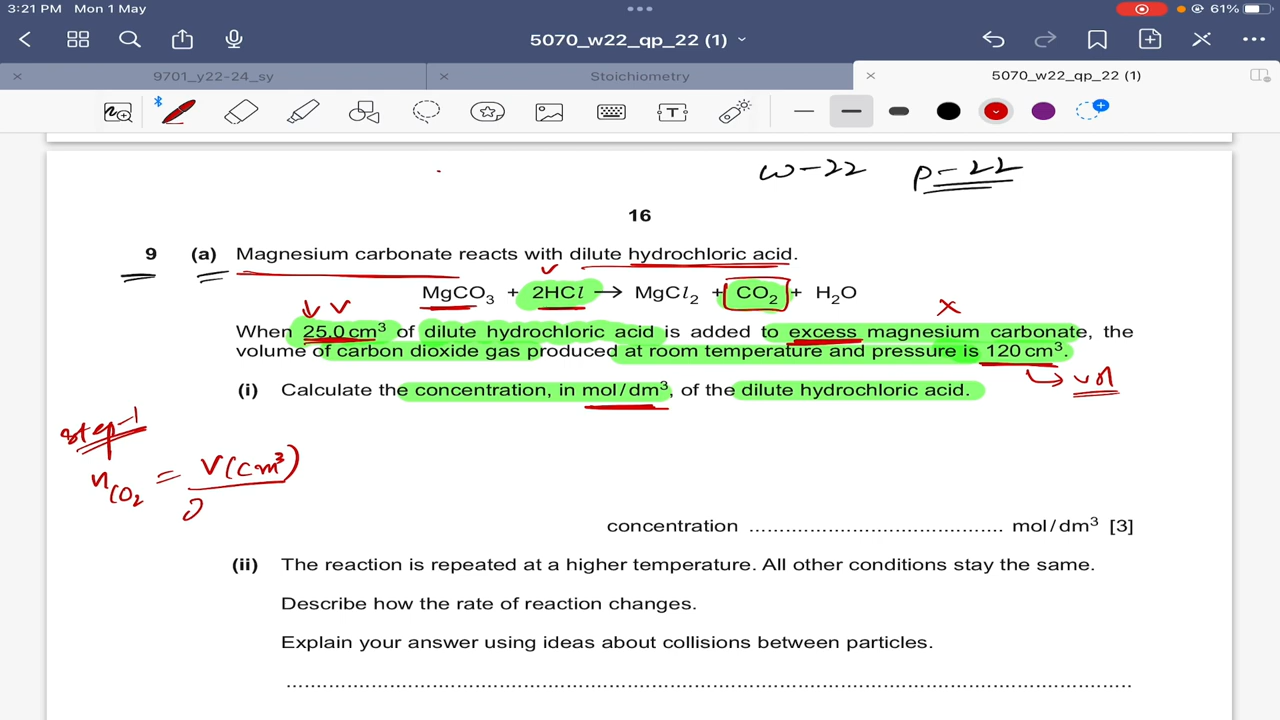 3:21 PM Mon 1 May
61%
5070_w22_qp_22 (1)
9701_y22-24_sy
Stoichiometry
5070_w22_qp_22 (1)
w-22 p-22
16
9 (a) Magnesium carbonate reacts with dilute hydrochloric acid.
MgCO₃ + 2HCl → MgCl₂ + CO₂ + H₂O
When 25.0 cm³ of dilute hydrochloric acid is added to excess magnesium carbonate, the
volume of carbon dioxide gas produced at room temperature and pressure is 120 cm³.
(i) Calculate the concentration, in mol/dm³, of the dilute hydrochloric acid.
vol
step-1
nCO₂ = V(cm³)
concentration ........................................ mol/dm³ [3]
(ii) The reaction is repeated at a higher temperature. All other conditions stay the same.
Describe how the rate of reaction changes.
Explain your answer using ideas about collisions between particles.